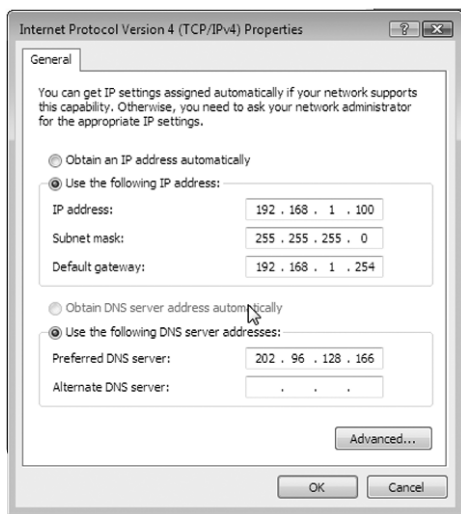 Internet Protocol Version 4 (TCP/IPv4) Properties
General
You can get IP settings assigned automatically if your network supports
this capability. Otherwise, you need to ask your network administrator
for the appropriate IP settings.
Obtain an IP address automatically
Use the following IP address:
IP address: 192 . 168 . 1 . 100
Subnet mask: 255 . 255 . 255 . 0
Default gateway: 192 . 168 . 1 . 254
Obtain DNS server address automatically
Use the following DNS server addresses:
Preferred DNS server: 202 . 96 . 128 . 166
Alternate DNS server: . . .
Advanced...
OK Cancel